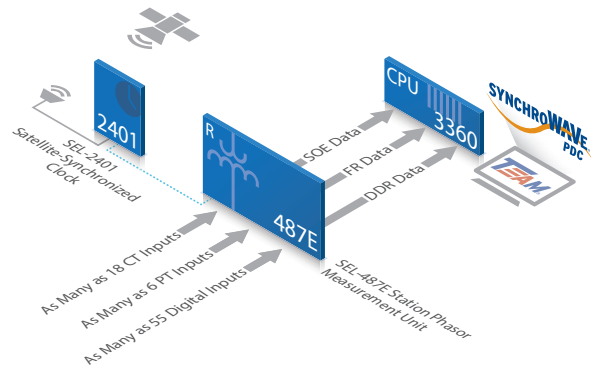 2401
SEL-2401
Satellite-Synchronized
Clock
R
487E
SEL-487E Station Phasor
Measurement Unit
As Many as 18 CT Inputs
As Many as 6 PT Inputs
As Many as 55 Digital Inputs
SOE Data
FR Data
DDR Data
CPU
3360
SYNCHROWAVE
PDC
TEAM